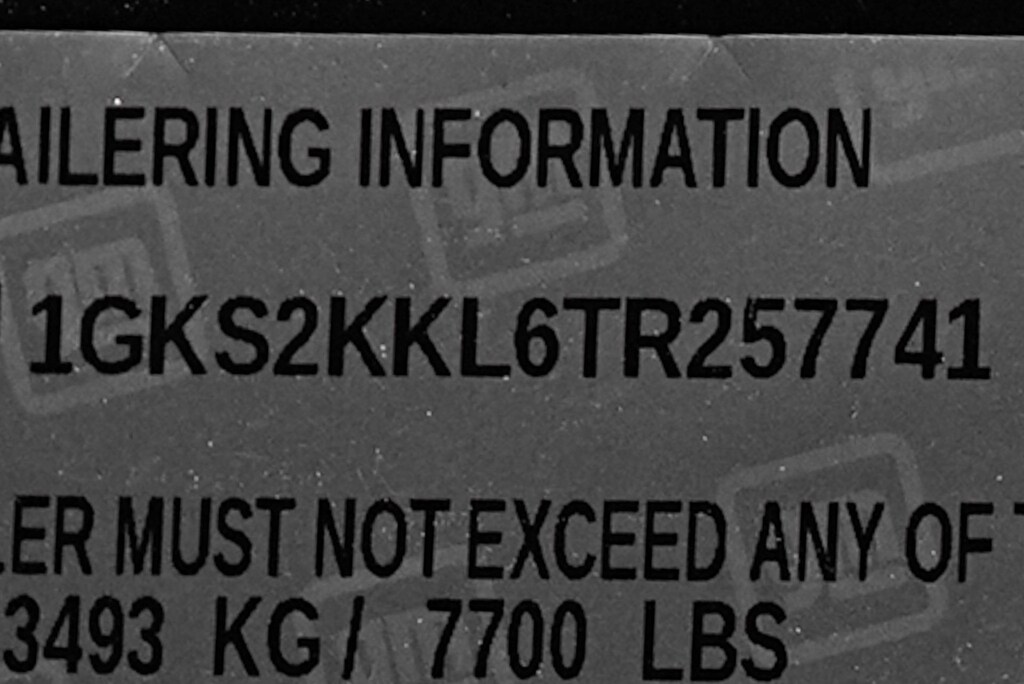 AILERING INFORMATION
1GKS2KKL6TR257741
LER MUST NOT EXCEED ANY OF
3493 KG/ 7700 LBS